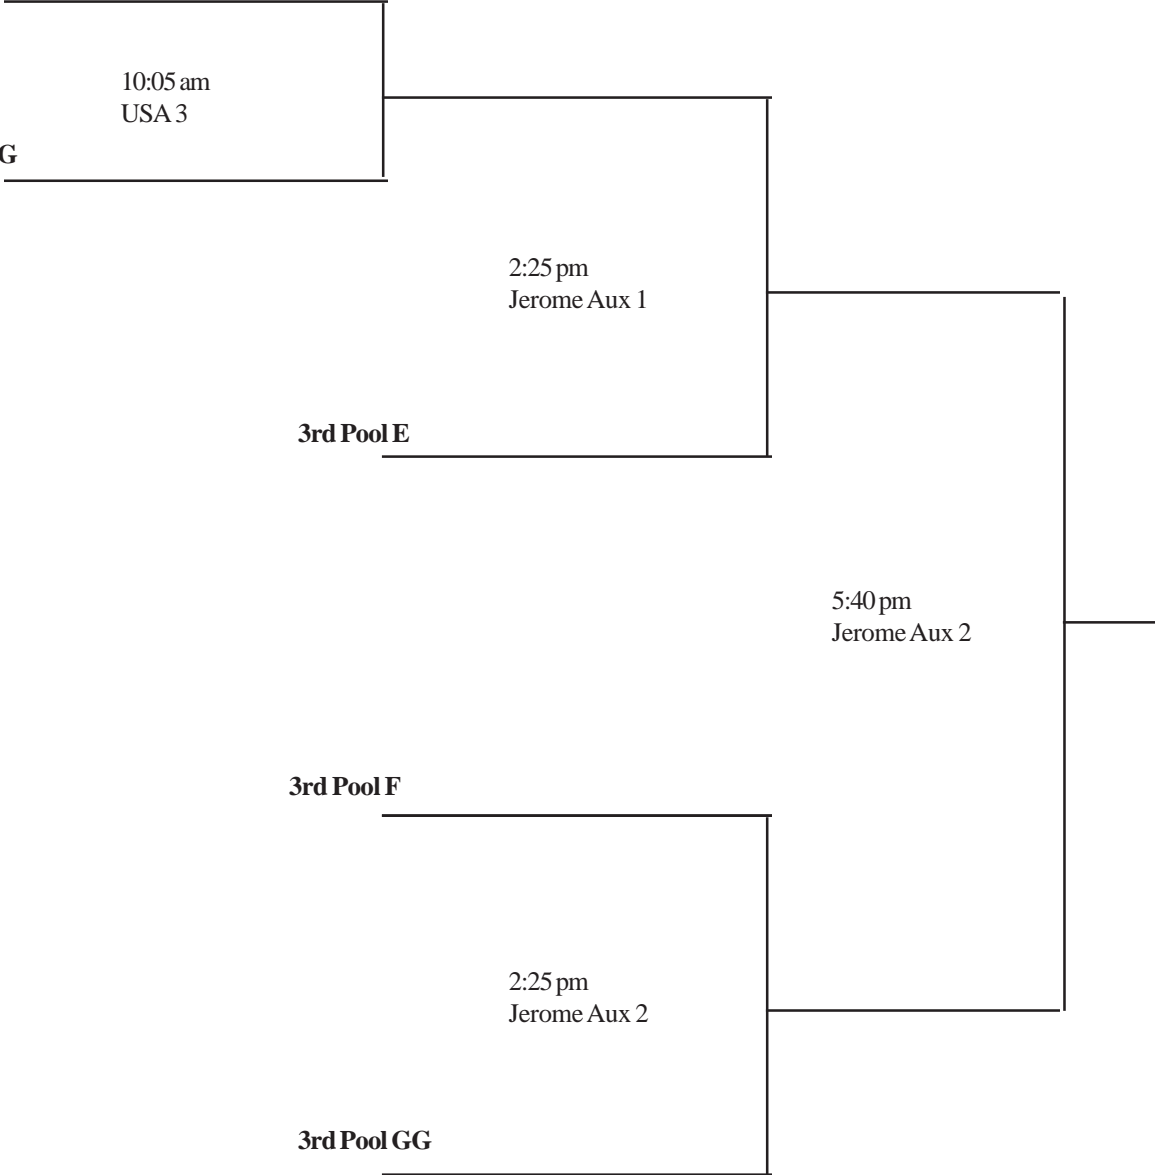 10:05 am
USA 3
G
2:25 pm
Jerome Aux 1
3rd Pool E
5:40 pm
Jerome Aux 2
3rd Pool F
2:25 pm
Jerome Aux 2
3rd Pool GG